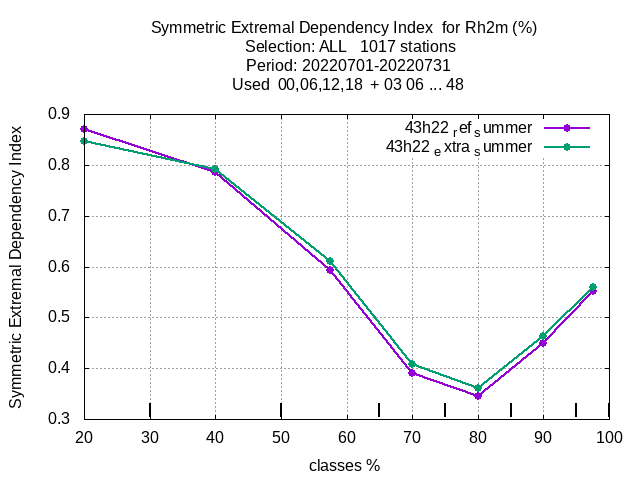 Symmetric Extremal Dependency Index  for Rh2m (%)
Selection: ALL   1017 stations
Period: 20220701-20220731
Used  00,06,12,18  + 03 06 ... 48
43h22 ref summer
43h22 extra summer
Symmetric Extremal Dependency Index
0.9
0.8
0.7
0.6
0.5
0.4
0.3
20 30 40 50 60 70 80 90 100
classes %